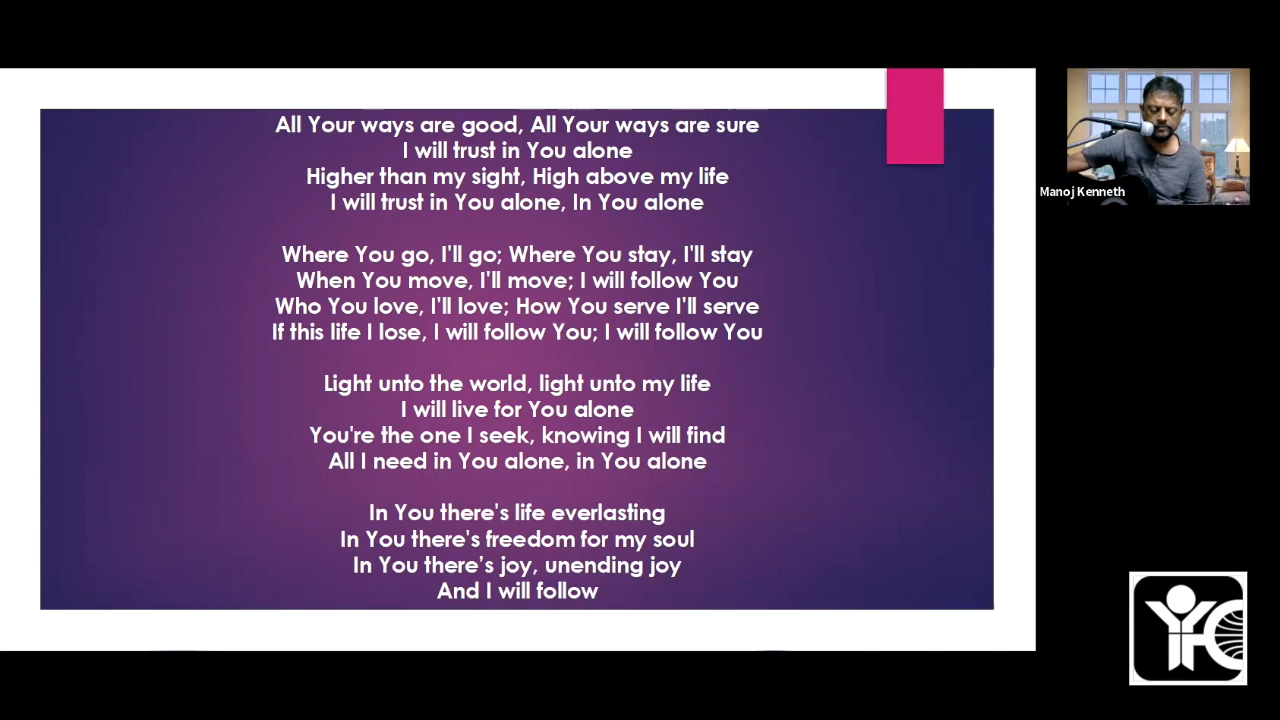 All Your ways are good, All Your ways are sure
I will trust in You alone
Higher than my sight, High above my life
I will trust in You alone, In You alone
Where You go, I'll go; Where You stay, I'll stay
When You move, I'll move; I will follow You
Who You love, I'll love; How You serve I'll serve
If this life I lose, I will follow You; I will follow You
Light unto the world, light unto my life
I will live for You alone
You're the one I seek, knowing I will find
All I need in You alone, in You alone
In You there's life everlasting
In You there's freedom for my soul
In You there's joy, unending joy
And I will follow
Manoj Kenneth
YFC